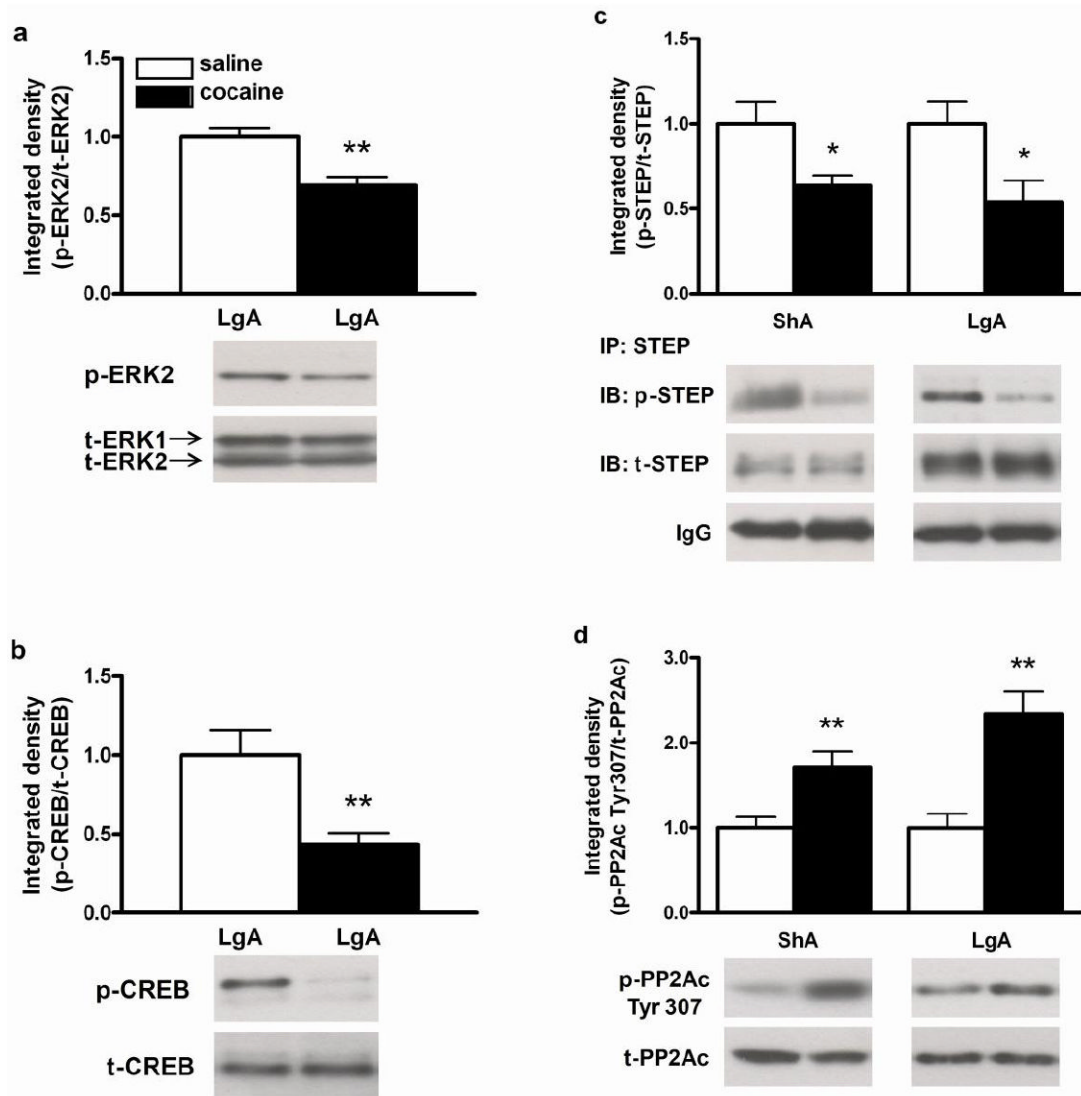 a
Integrated density
(p-ERK2/t-ERK2)
1.5
1.0
0.5
0.0
saline
cocaine
**
LgA LgA
p-ERK2
t-ERK1
t-ERK2
b
Integrated density
(p-CREB/t-CREB)
1.5
1.0
0.5
0.0
**
LgA LgA
p-CREB
t-CREB
c
Integrated density
(p-STEP/t-STEP)
1.5
1.0
0.5
0.0
*
*
ShA LgA
IP: STEP
IB: p-STEP
IB: t-STEP
IgG
d
Integrated density
(p-PP2Ac Tyr307/t-PP2Ac)
3.0
2.0
1.0
0.0
**
**
ShA LgA
p-PP2Ac
Tyr 307
t-PP2Ac